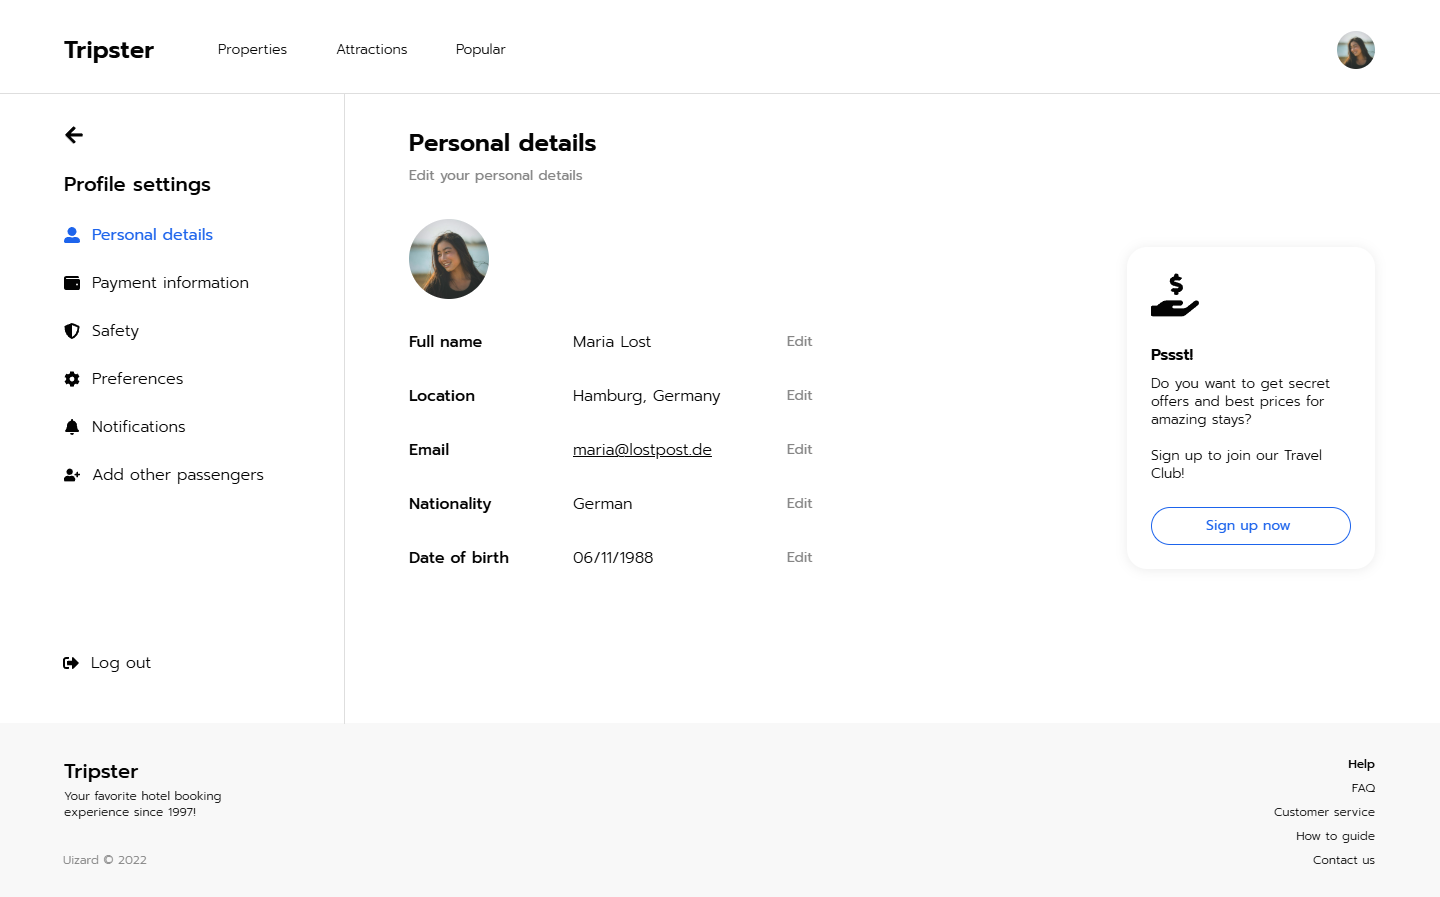 Tripster
Properties
Attractions
Popular
Profile settings
Personal details
Payment information
Safety
Preferences
Notifications
Add other passengers
Log out
Personal details
Edit your personal details
Full name Maria Lost Edit
Location Hamburg, Germany Edit
Email maria@lostpost.de Edit
Nationality German Edit
Date of birth 06/11/1988 Edit
$
Pssst!
Do you want to get secret
offers and best prices for
amazing stays?
Sign up to join our Travel
Club!
Sign up now
Tripster
Your favorite hotel booking
experience since 1997!
Uizard © 2022
Help
FAQ
Customer service
How to guide
Contact us